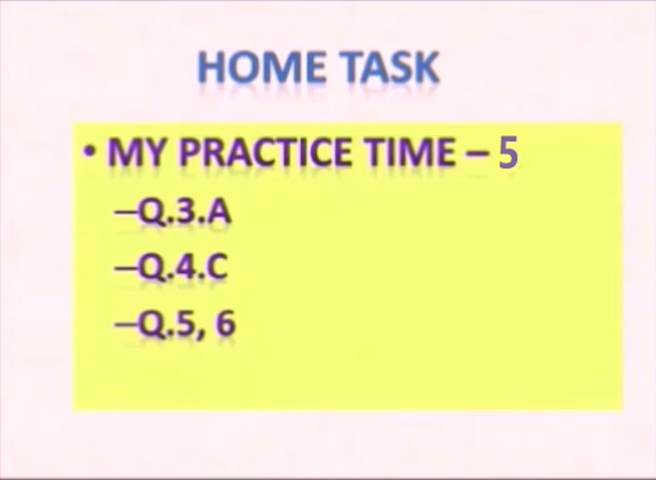 HOME TASK
• MY PRACTICE TIME – 5
–Q.3.A
–Q.4.C
–Q.5, 6